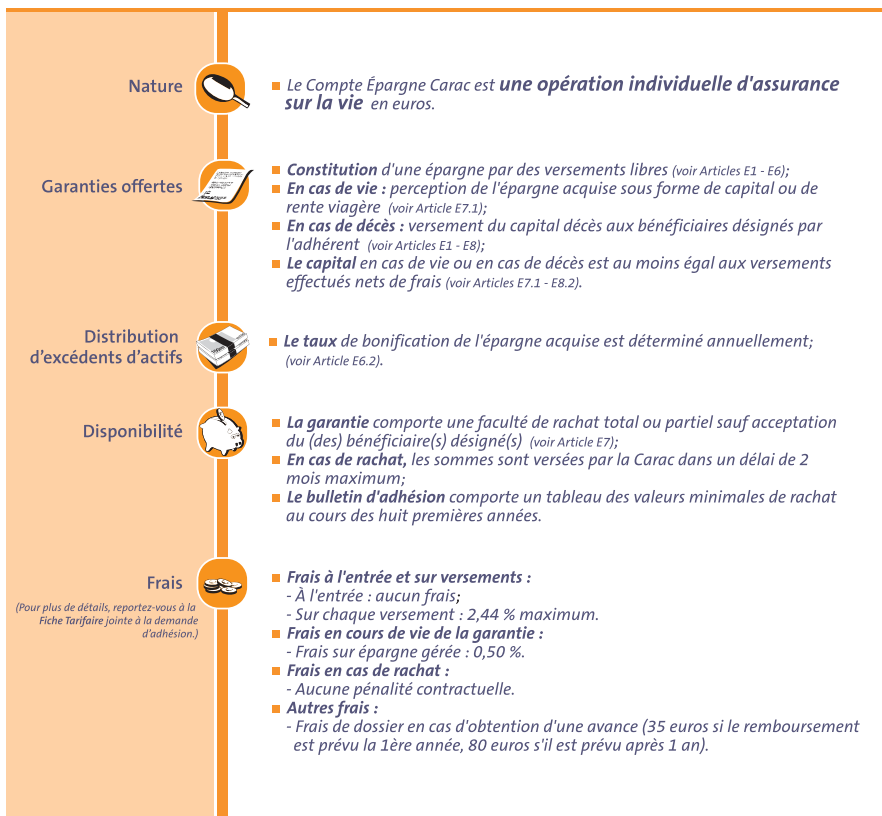 Nature
Le Compte Épargne Carac est une opération individuelle d'assurance
sur la vie en euros.
Garanties offertes
Constitution d'une épargne par des versements libres (voir Articles E1 - E6);
En cas de vie : perception de l'épargne acquise sous forme de capital ou de
rente viagère (voir Article E7.1);
En cas de décès : versement du capital décès aux bénéficiaires désignés par
l'adhérent (voir Articles E1 - E8);
Le capital en cas de vie ou en cas de décès est au moins égal aux versements
effectués nets de frais (voir Articles E7.1 - E8.2).
Distribution
d'excédents d'actifs
Le taux de bonification de l'épargne acquise est déterminé annuellement;
(voir Article E6.2).
Disponibilité
La garantie comporte une faculté de rachat total ou partiel sauf acceptation
du (des) bénéficiaire(s) désigné(s) (voir Article E7);
En cas de rachat, les sommes sont versées par la Carac dans un délai de 2
mois maximum;
Le bulletin d'adhésion comporte un tableau des valeurs minimales de rachat
au cours des huit premières années.
Frais
(Pour plus de détails, reportez-vous à la
Fiche Tarifaire jointe à la demande
d'adhésion.)
Frais à l'entrée et sur versements :
- À l'entrée : aucun frais;
- Sur chaque versement : 2,44 % maximum.
Frais en cours de vie de la garantie :
- Frais sur épargne gérée : 0,50 %.
Frais en cas de rachat :
- Aucune pénalité contractuelle.
Autres frais :
- Frais de dossier en cas d'obtention d'une avance (35 euros si le remboursement
est prévu la 1ère année, 80 euros s'il est prévu après 1 an).